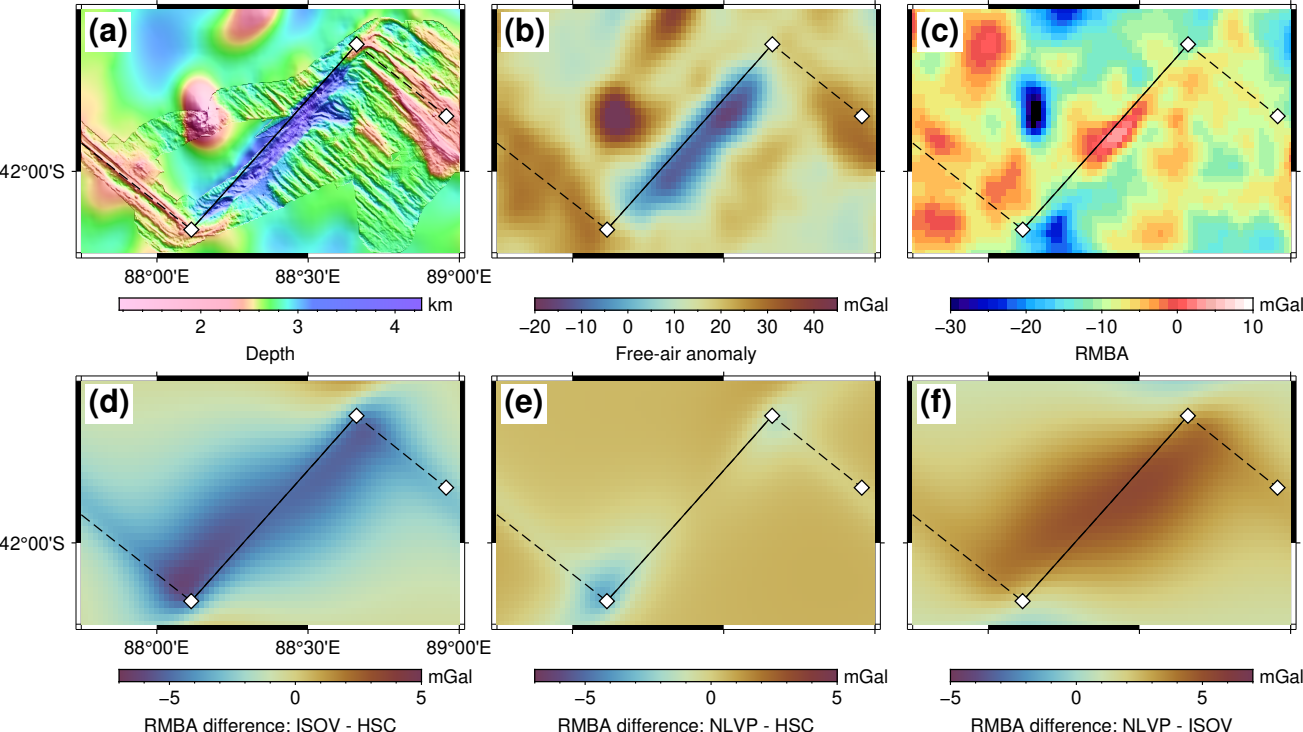 (a) (b) (c)
42°00'S
88°00'E 88°30'E 89°00'E
km mGal mGal
2 3 4 −20 −10 0 10 20 30 40 −30 −20 −10 0 10
Depth Free-air anomaly RMBA
(d) (e) (f)
42°00'S
88°00'E 88°30'E 89°00'E
mGal mGal mGal
−5 0 5 −5 0 5 −5 0 5
RMBA difference: ISOV - HSC RMBA difference: NLVP - HSC RMBA difference: NLVP - ISOV